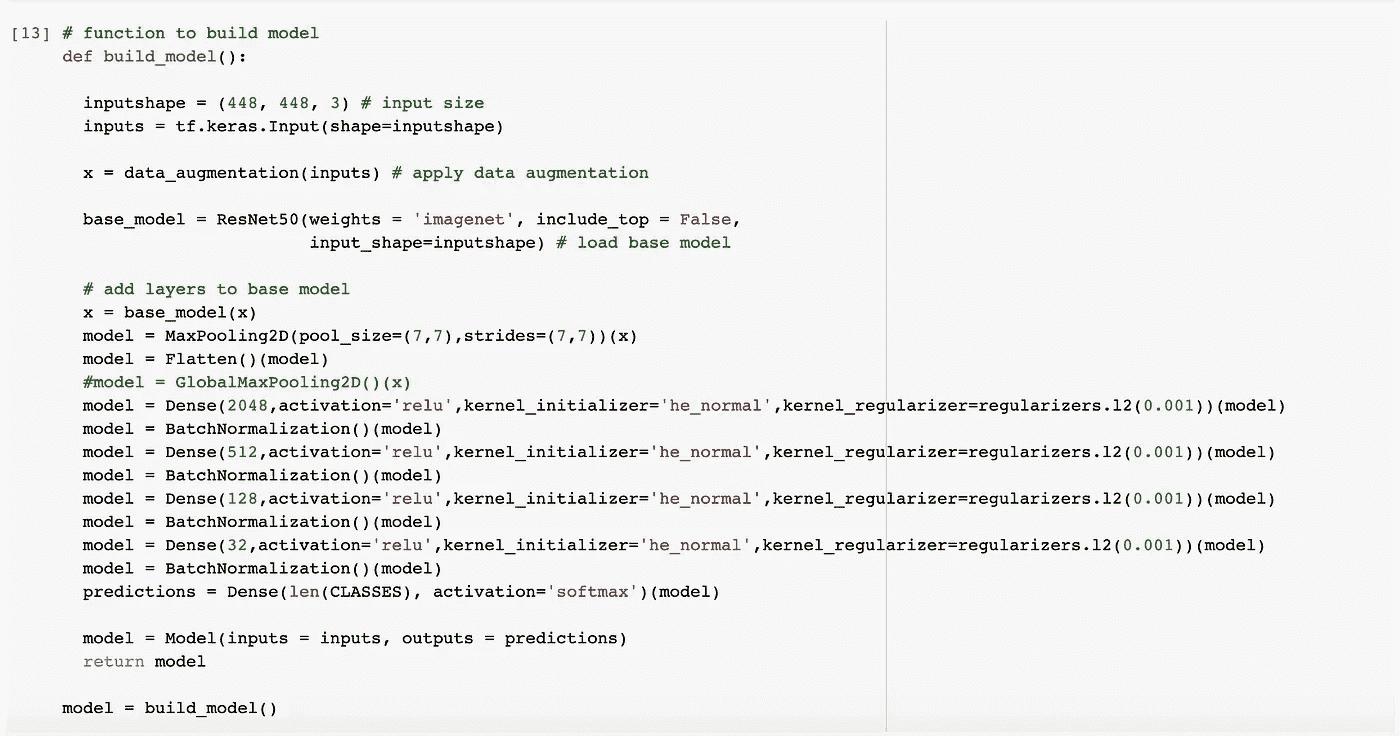 [13] # function to build model
def build_model():
inputshape = (448, 448, 3) # input size
inputs = tf.keras.Input(shape=inputshape)
x = data_augmentation(inputs) # apply data augmentation
base_model = ResNet50(weights = 'imagenet', include_top = False,
input_shape=inputshape) # load base model
# add layers to base model
x = base_model(x)
model = MaxPooling2D(pool_size=(7,7),strides=(7,7))(x)
model = Flatten()(model)
#model = GlobalMaxPooling2D()(x)
model = Dense(2048,activation='relu',kernel_initializer='he_normal',kernel_regularizer=regularizers.l2(0.001))(model)
model = BatchNormalization()(model)
model = Dense(512,activation='relu',kernel_initializer='he_normal',kernel_regularizer=regularizers.l2(0.001))(model)
model = BatchNormalization()(model)
model = Dense(128,activation='relu',kernel_initializer='he_normal',kernel_regularizer=regularizers.l2(0.001))(model)
model = BatchNormalization()(model)
model = Dense(32,activation='relu',kernel_initializer='he_normal',kernel_regularizer=regularizers.l2(0.001))(model)
model = BatchNormalization()(model)
predictions = Dense(len(CLASSES), activation='softmax')(model)
model = Model(inputs = inputs, outputs = predictions)
return model
model = build_model()